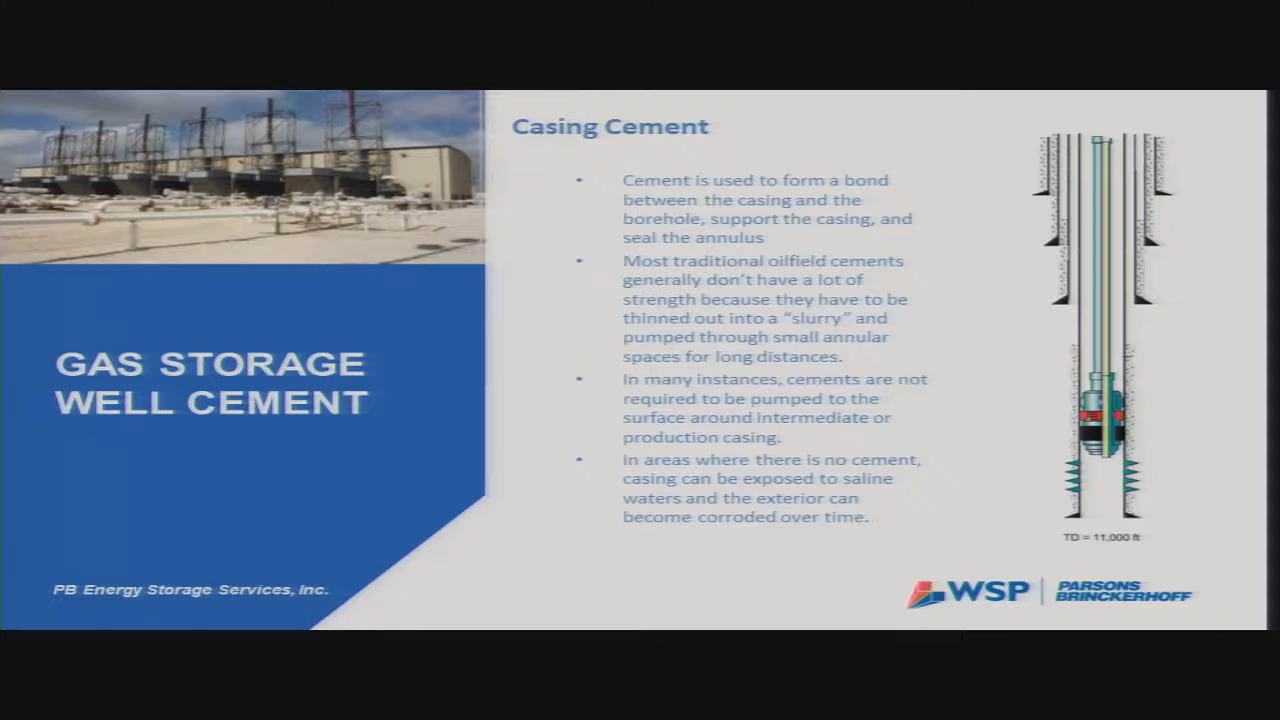 Casing Cement
• Cement is used to form a bond
between the casing and the
borehole, support the casing, and
seal the annulus
• Most traditional oilfield cements
generally don't have a lot of
strength because they have to be
thinned out into a “slurry” and
pumped through small annular
spaces for long distances.
• In many instances, cements are not
required to be pumped to the
surface around intermediate or
production casing.
• In areas where there is no cement,
casing can be exposed to saline
waters and the exterior can
become corroded over time.
GAS STORAGE
WELL CEMENT
PB Energy Storage Services, Inc.
TD = 11,000 ft
WSP | PARSONS
BRINCKERHOFF